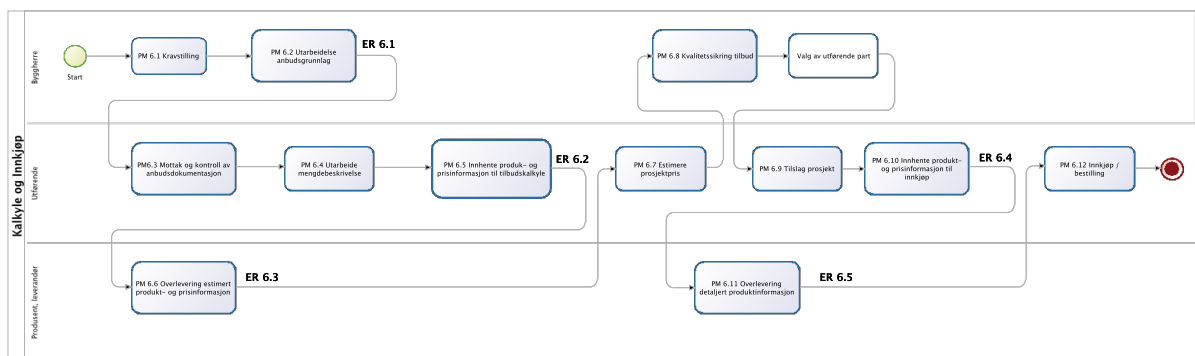 Kalkyle og Innkjøp
Byggherre
Start
PM 6.1 Kravstilling
PM 6.2 Utarbeidelse
anbudsgrunnlag
ER 6.1
PM 6.8 Kvalitetssikring tilbud
Valg av utførende part
Utførende
PM6.3 Mottak og kontroll av
anbudsdokumentasjon
PM 6.4 Utarbeide
mengdebeskrivelse
PM 6.5 Innhente produk- og
prisinformasjon til tilbudskalkyle
ER 6.2
PM 6.7 Estimere
prosjektpris
PM 6.9 Tilslag prosjekt
PM 6.10 Innhente produkt-
og prisinformasjon til
innkjøp
ER 6.4
PM 6.12 Innkjøp /
bestilling
Produsent, leverandør
PM 6.6 Overlevering estimert
produkt- og prisinformasjon
ER 6.3
PM 6.11 Overlevering
detaljert produktinformasjon
ER 6.5